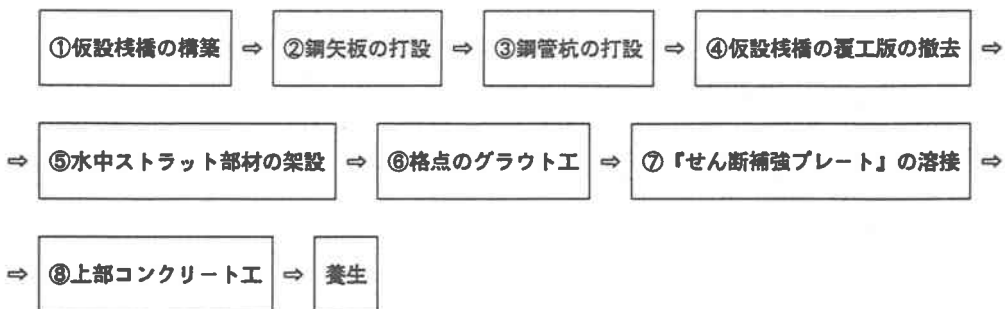 ①仮設桟橋の構築 ⇨ ②鋼矢板の打設 ⇨ ③鋼管杭の打設 ⇨ ④仮設桟橋の覆工版の撤去 ⇨
⇨ ⑤水中ストラット部材の架設 ⇨ ⑥格点のグラウト工 ⇨ ⑦『せん断補強プレート』の溶接 ⇨
⇨ ⑧上部コンクリート工 ⇨養生